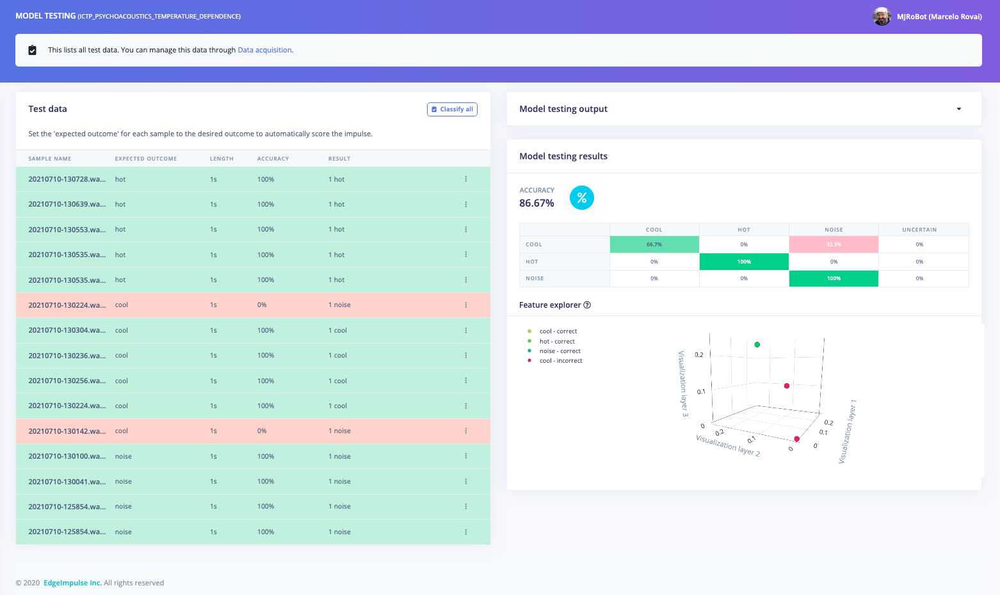 MODEL TESTING (ICTP_PSYCHOACOUSTICS_TEMPERATURE_DEPENDENCE)
MJRoBot (Marcelo Rovai)
This lists all test data. You can manage this data through Data acquisition.
Test data
Classify all
Set the 'expected outcome' for each sample to the desired outcome to automatically score the impulse.
SAMPLE NAME EXPECTED OUTCOME LENGTH ACCURACY RESULT
20210710-130728.wa... hot 1s 100% 1 hot
20210710-130639.wa... hot 1s 100% 1 hot
20210710-130553.wa... hot 1s 100% 1 hot
20210710-130535.wa... hot 1s 100% 1 hot
20210710-130535.wa... hot 1s 100% 1 hot
20210710-130224.wa... cool 1s 0% 1 noise
20210710-130304.wa... cool 1s 100% 1 cool
20210710-130236.wa... cool 1s 100% 1 cool
20210710-130256.wa... cool 1s 100% 1 cool
20210710-130224.wa... cool 1s 100% 1 cool
20210710-130142.wa... cool 1s 0% 1 noise
20210710-130100.wa... noise 1s 100% 1 noise
20210710-130041.wa... noise 1s 100% 1 noise
20210710-125854.wa... noise 1s 100% 1 noise
20210710-125854.wa... noise 1s 100% 1 noise
Model testing output
Model testing results
ACCURACY
86.67%
%
COOL HOT NOISE UNCERTAIN
COOL 66.7% 0% 33.3% 0%
HOT 0% 100% 0% 0%
NOISE 0% 0% 100% 0%
Feature explorer
cool - correct
hot - correct
noise - correct
cool - incorrect
Visualization layer 3
0.2
0.1
0
Visualization layer 2
0.2
0.1
0
Visualization layer 1
0.2
0.1
0
© 2020 EdgeImpulse Inc. All rights reserved